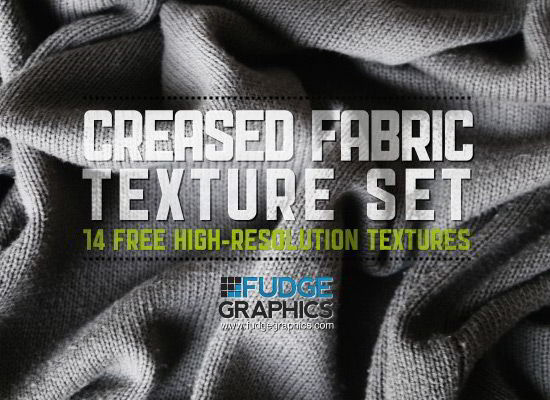 CREASED FABRIC
TEXTURE SET
14 FREE HIGH-RESOLUTION TEXTURES
FUDGE
GRAPHICS
www.fudgegraphics.com